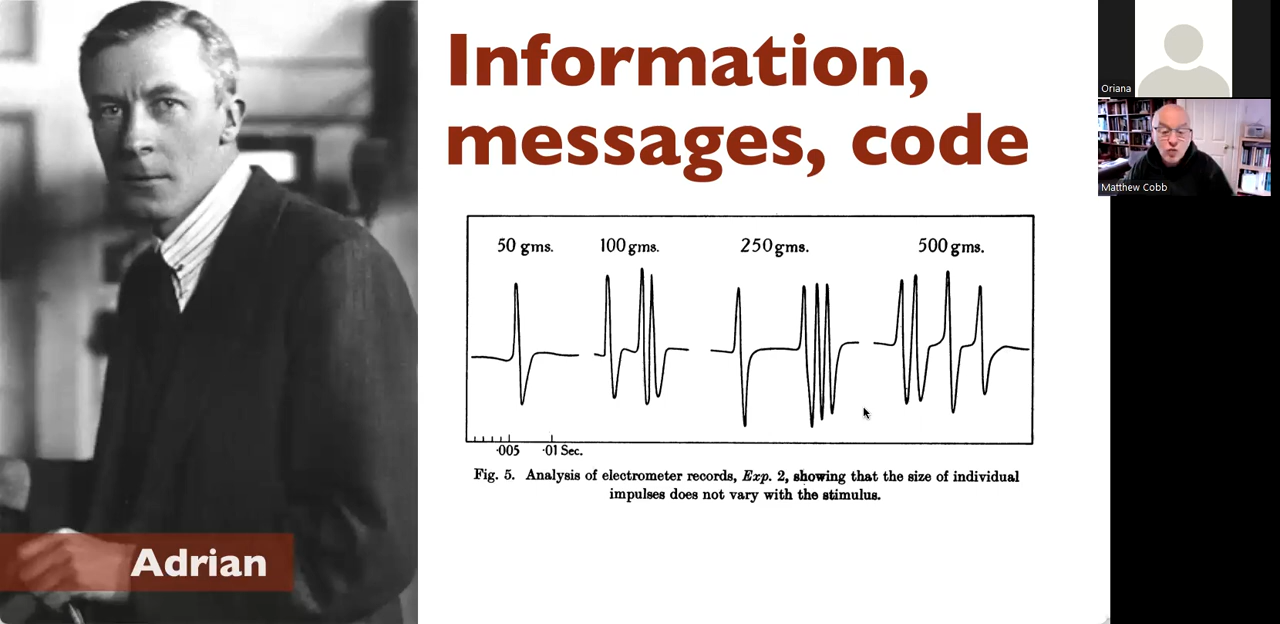 Information,
messages, code
50 gms.
100 gms.
250 gms.
500 gms.
·005
·01 Sec.
Fig. 5. Analysis of electrometer records, Exp. 2, showing that the size of individual
impulses does not vary with the stimulus.
Adrian
Oriana
Matthew Cobb